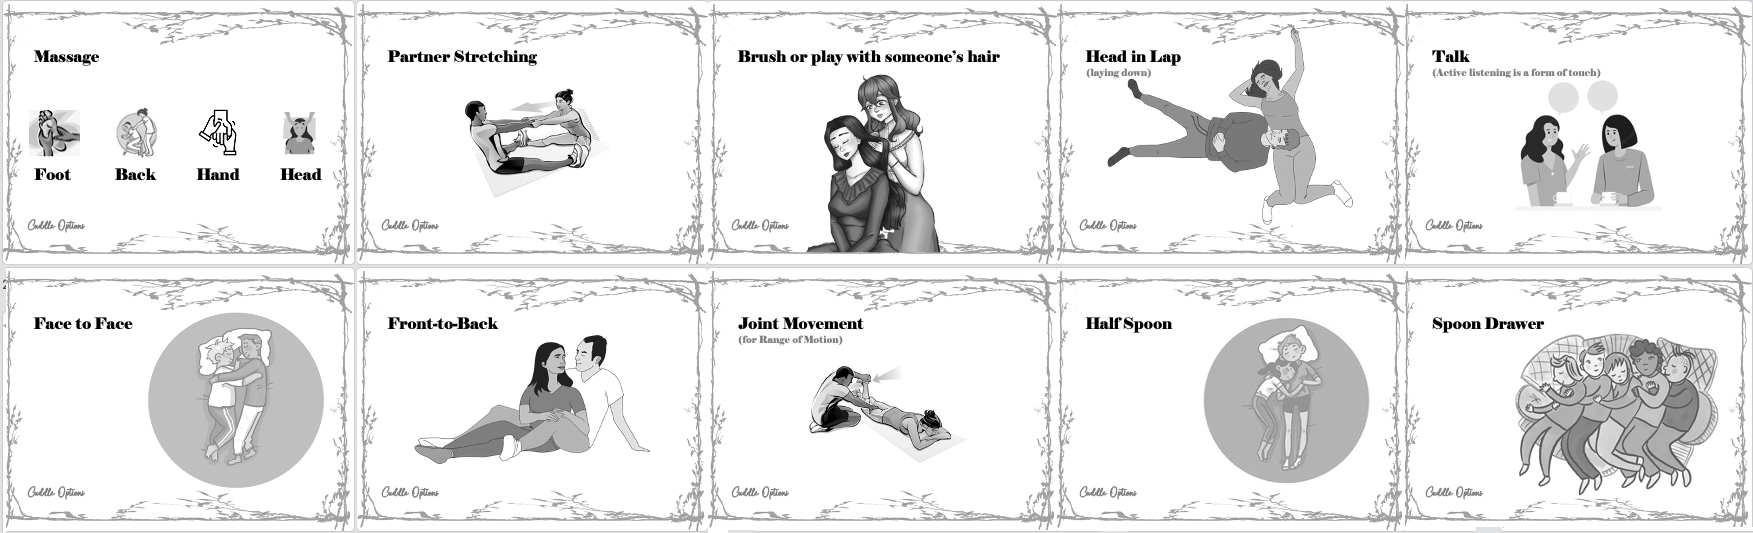 Massage
Foot
Back
Hand
Head
Cuddle Options
Partner Stretching
Cuddle Options
Brush or play with someone's hair
Cuddle Options
Head in Lap
(laying down)
Cuddle Options
Talk
(Active listening is a form of touch)
Cuddle Options
Face to Face
Cuddle Options
Front-to-Back
Cuddle Options
Joint Movement
(for Range of Motion)
Cuddle Options
Half Spoon
Cuddle Options
Spoon Drawer
Cuddle Options